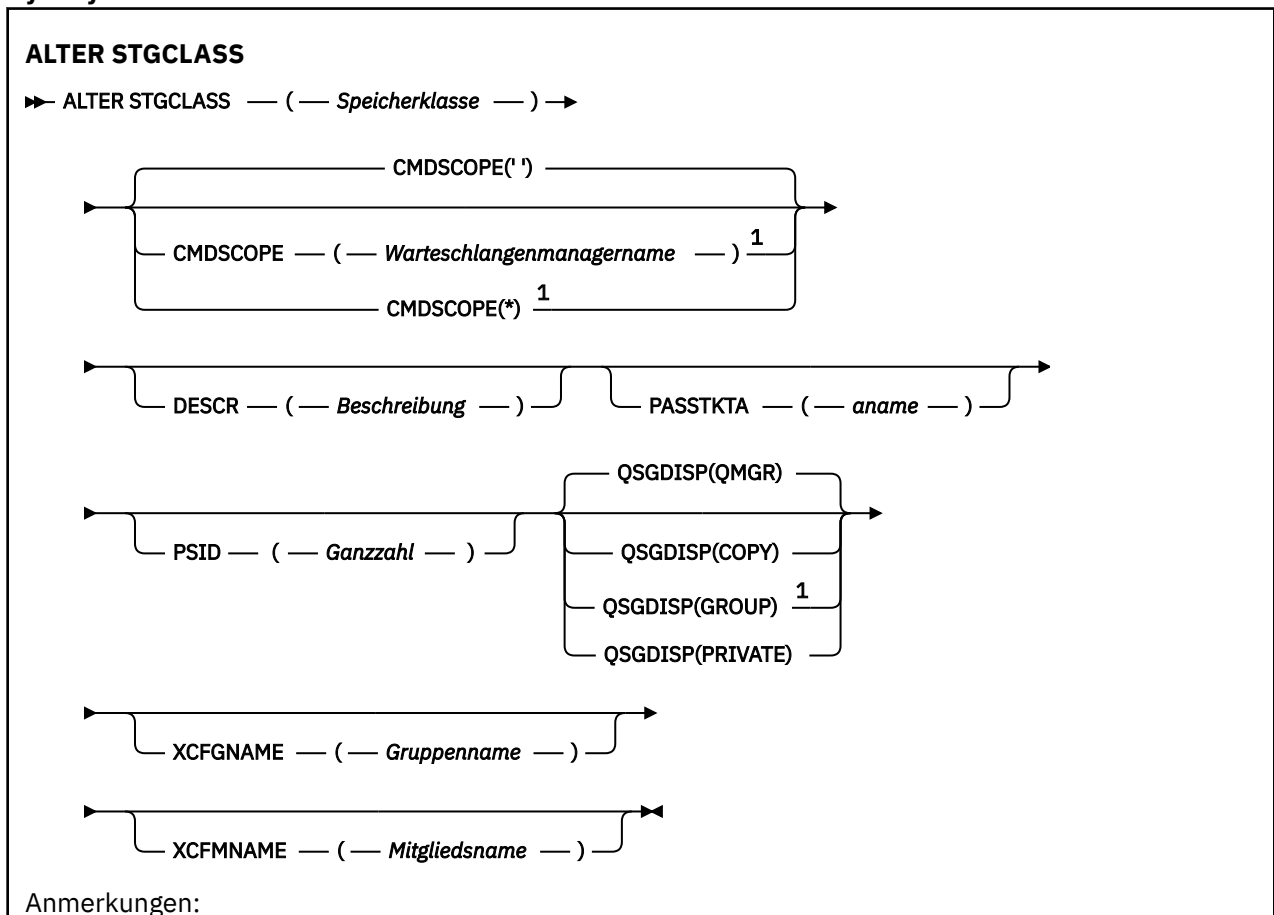 ALTER STGCLASS
ALTER STGCLASS ( Speicherklasse )
CMDSCOPE(' ')
CMDSCOPE ( Warteschlangenmanagername ) 1
CMDSCOPE(*) 1
DESCR ( Beschreibung ) PASSTKTA ( aname )
QSGDISP(QMGR)
PSID ( Ganzzahl ) QSGDISP(COPY)
QSGDISP(GROUP) 1
QSGDISP(PRIVATE)
XCFGNAME ( Gruppenname )
XCFMNAME ( Mitgliedsname )
Anmerkungen: